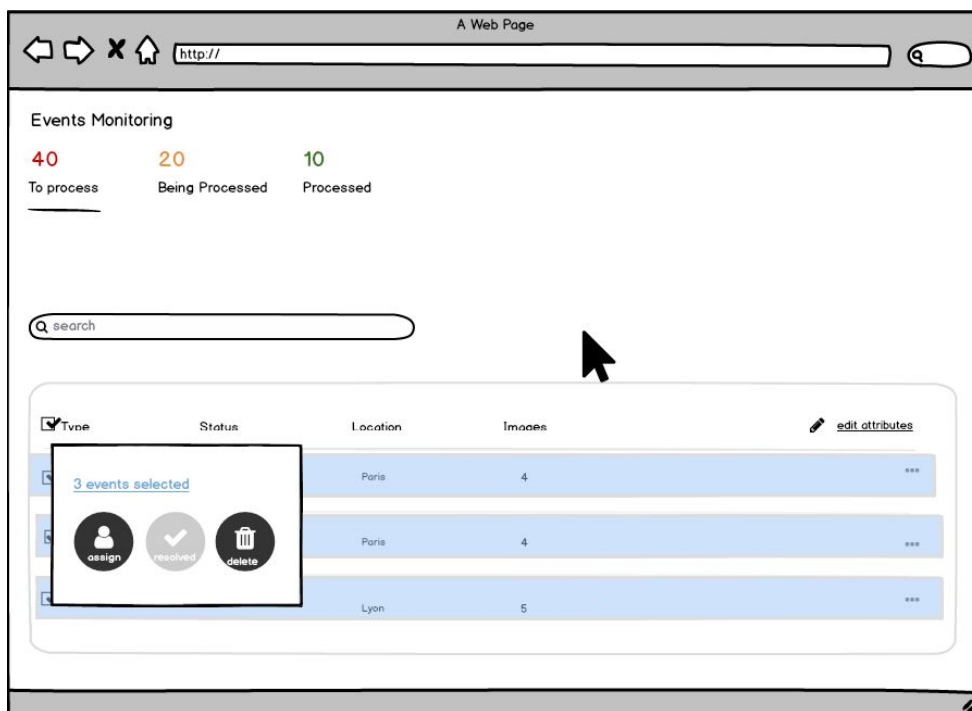 A Web Page
http://
Events Monitoring
40 20 10
To process Being Processed Processed
search
Type Status Location Images edit attributes
Paris 4
3 events selected
assign resolved delete
Paris 4
Lyon 5